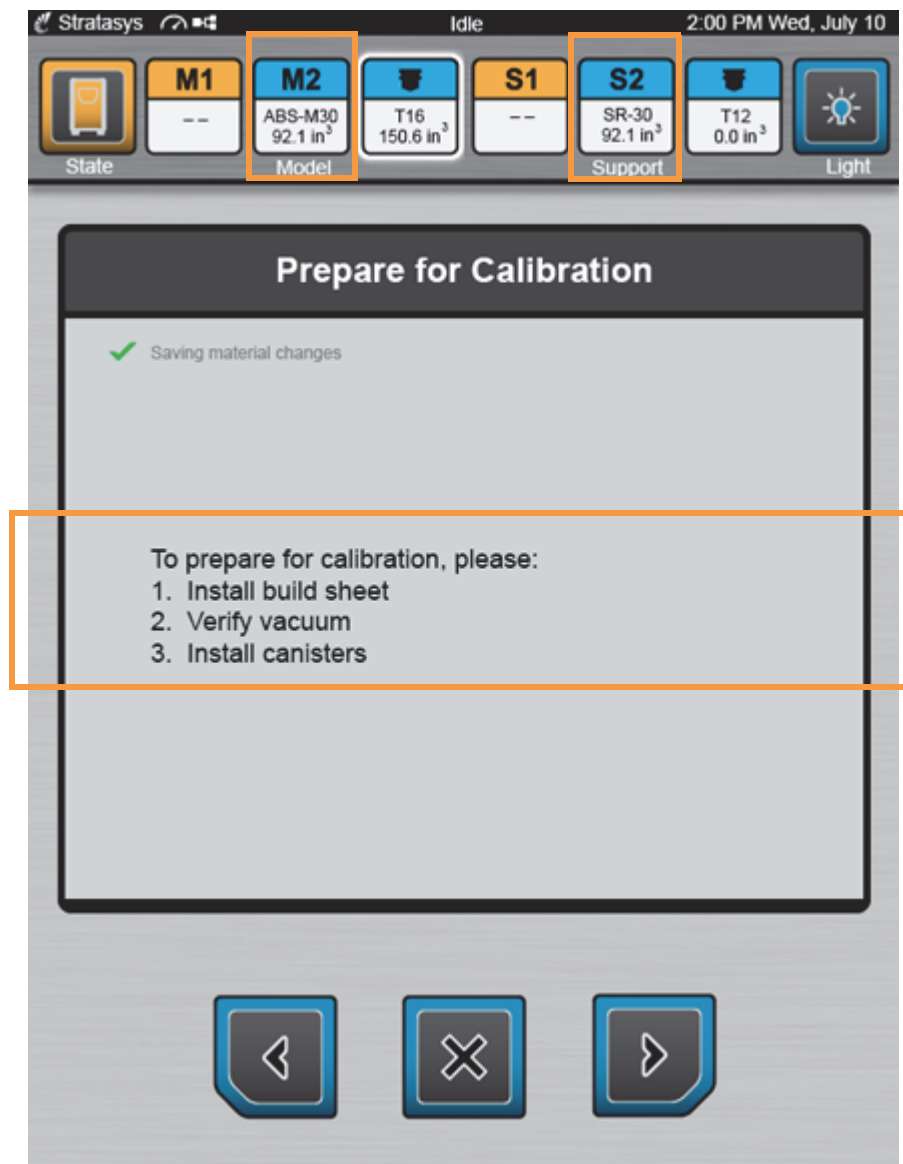 Stratasys Idle 2:00 PM Wed, July 10
M1 M2 S1 S2
-- ABS-M30 T16 -- SR-30 T12
92.1 in³ 150.6 in³ 92.1 in³ 0.0 in³
State Model Support Light
Prepare for Calibration
Saving material changes
To prepare for calibration, please:
1. Install build sheet
2. Verify vacuum
3. Install canisters